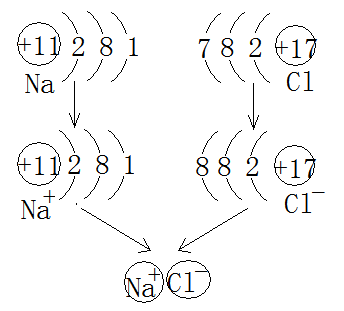 +11 2 8 1 7 8 2 +17
Na Cl
+11 2 8 1 8 8 2 +17
Na+ Cl−
Na+ Cl−